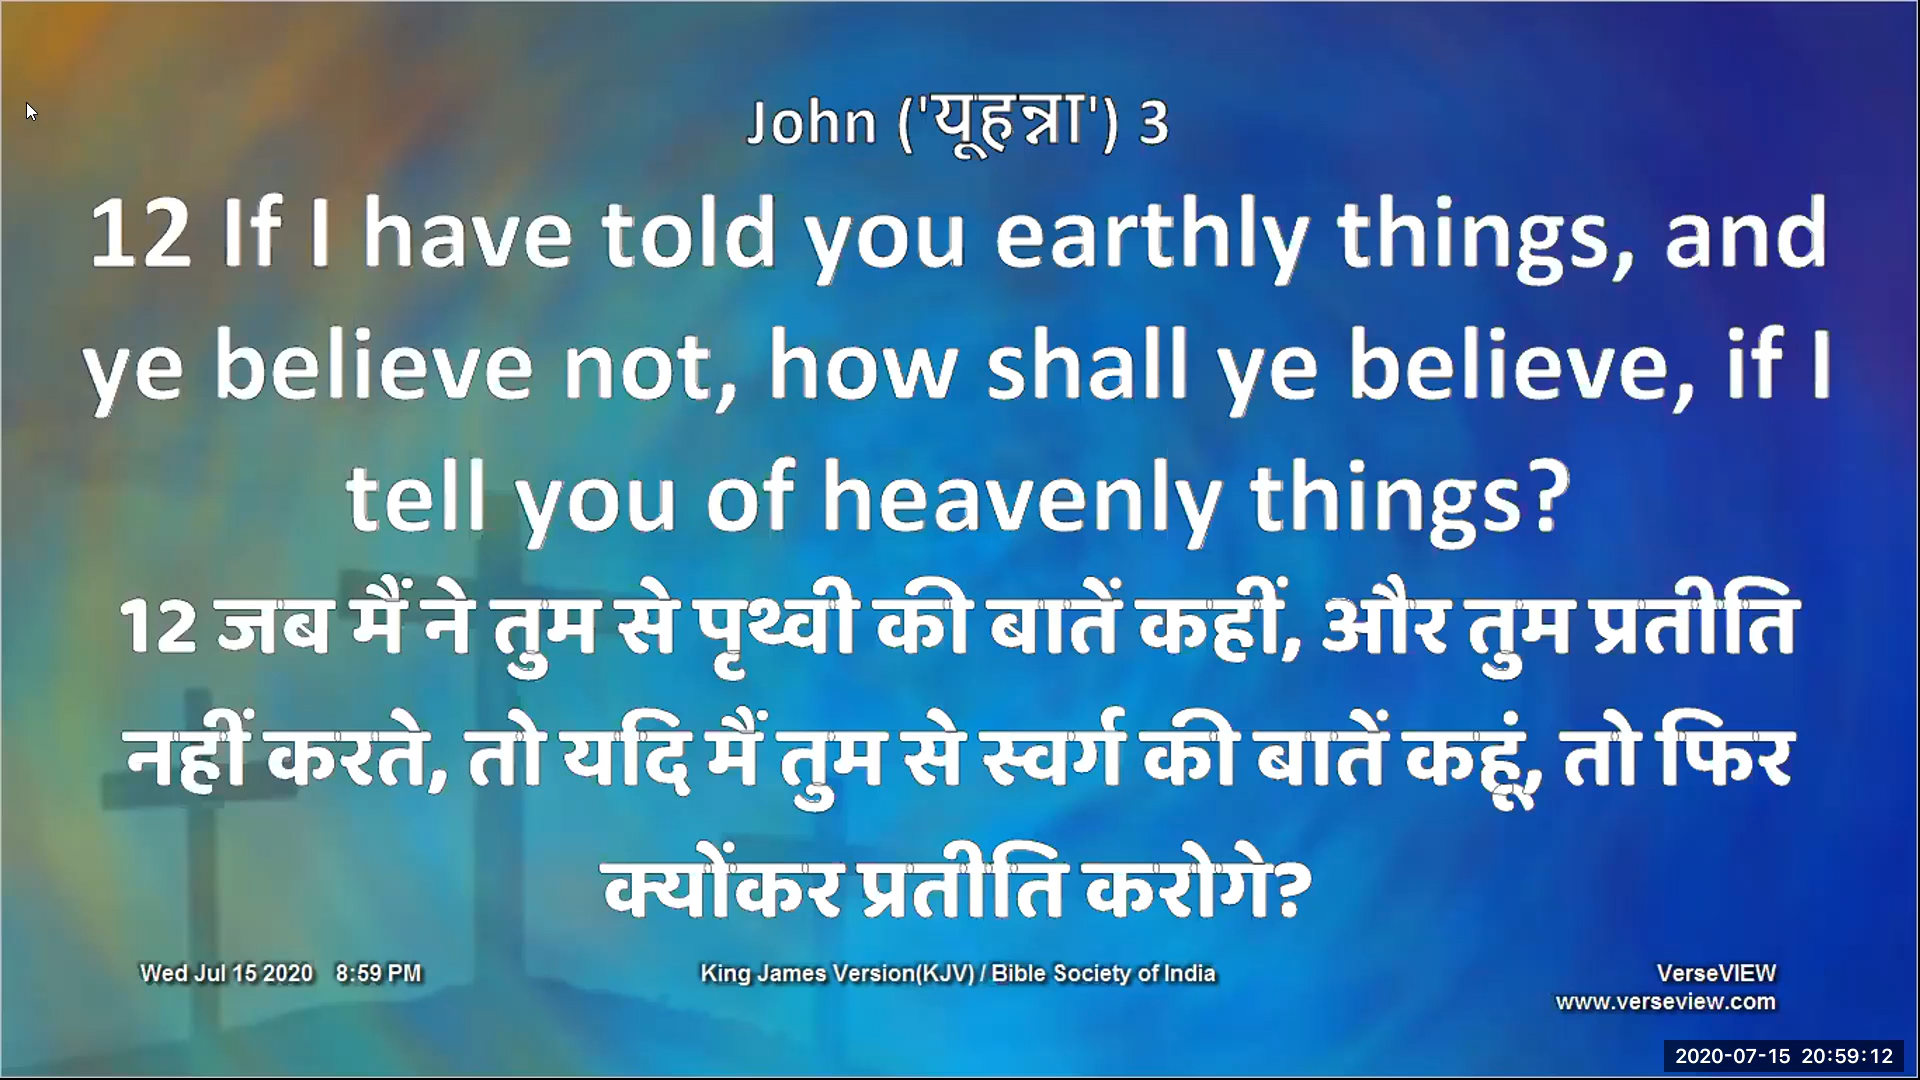 John ('यूहन्ना') 3
12 If I have told you earthly things, and
ye believe not, how shall ye believe, if I
tell you of heavenly things?
12 जब मैं ने तुम से पृथ्वी की बातें कहीं, और तुम प्रतीति
नहीं करते, तो यदि मैं तुम से स्वर्ग की बातें कहूं, तो फिर
क्योंकर प्रतीति करोगे?
Wed Jul 15 2020 8:59 PM King James Version(KJV) / Bible Society of India VerseVIEW
www.verseview.com
2020-07-15 20:59:12